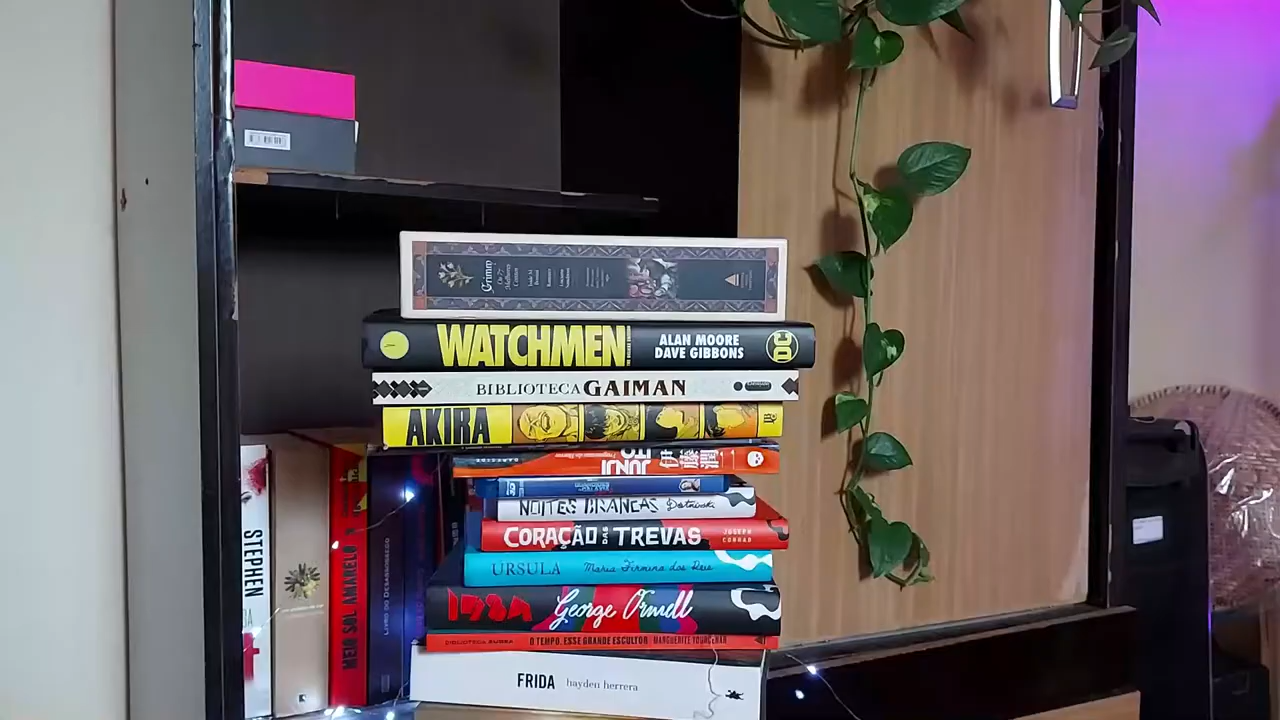 Grimm
WATCHMEN
ALAN MOORE
DAVE GIBBONS
DC
BIBLIOTECA GAIMAN
AKIRA
JUNJI
ITO
NOITES BRANCAS
CORAÇÃO DAS TREVAS
JOSEPH
CONRAD
URSULA Maria Firmina dos Reis
1984 George Orwell
O TEMPO, ESSE GRANDE ESCULTOR MARGUERITE YOURCENAR
FRIDA hayden herrera
STEPHEN
MEIO SOL AMARELO
LIVRO DO DESASSOSSEGO